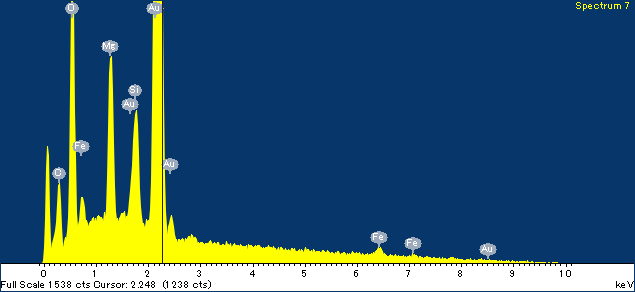 Spectrum 7
O
Au
Mg
Si
Au
Fe
Au
C
Fe
Fe
Au
0 1 2 3 4 5 6 7 8 9 10
Full Scale 1538 cts Cursor: 2.248 (1238 cts)
keV